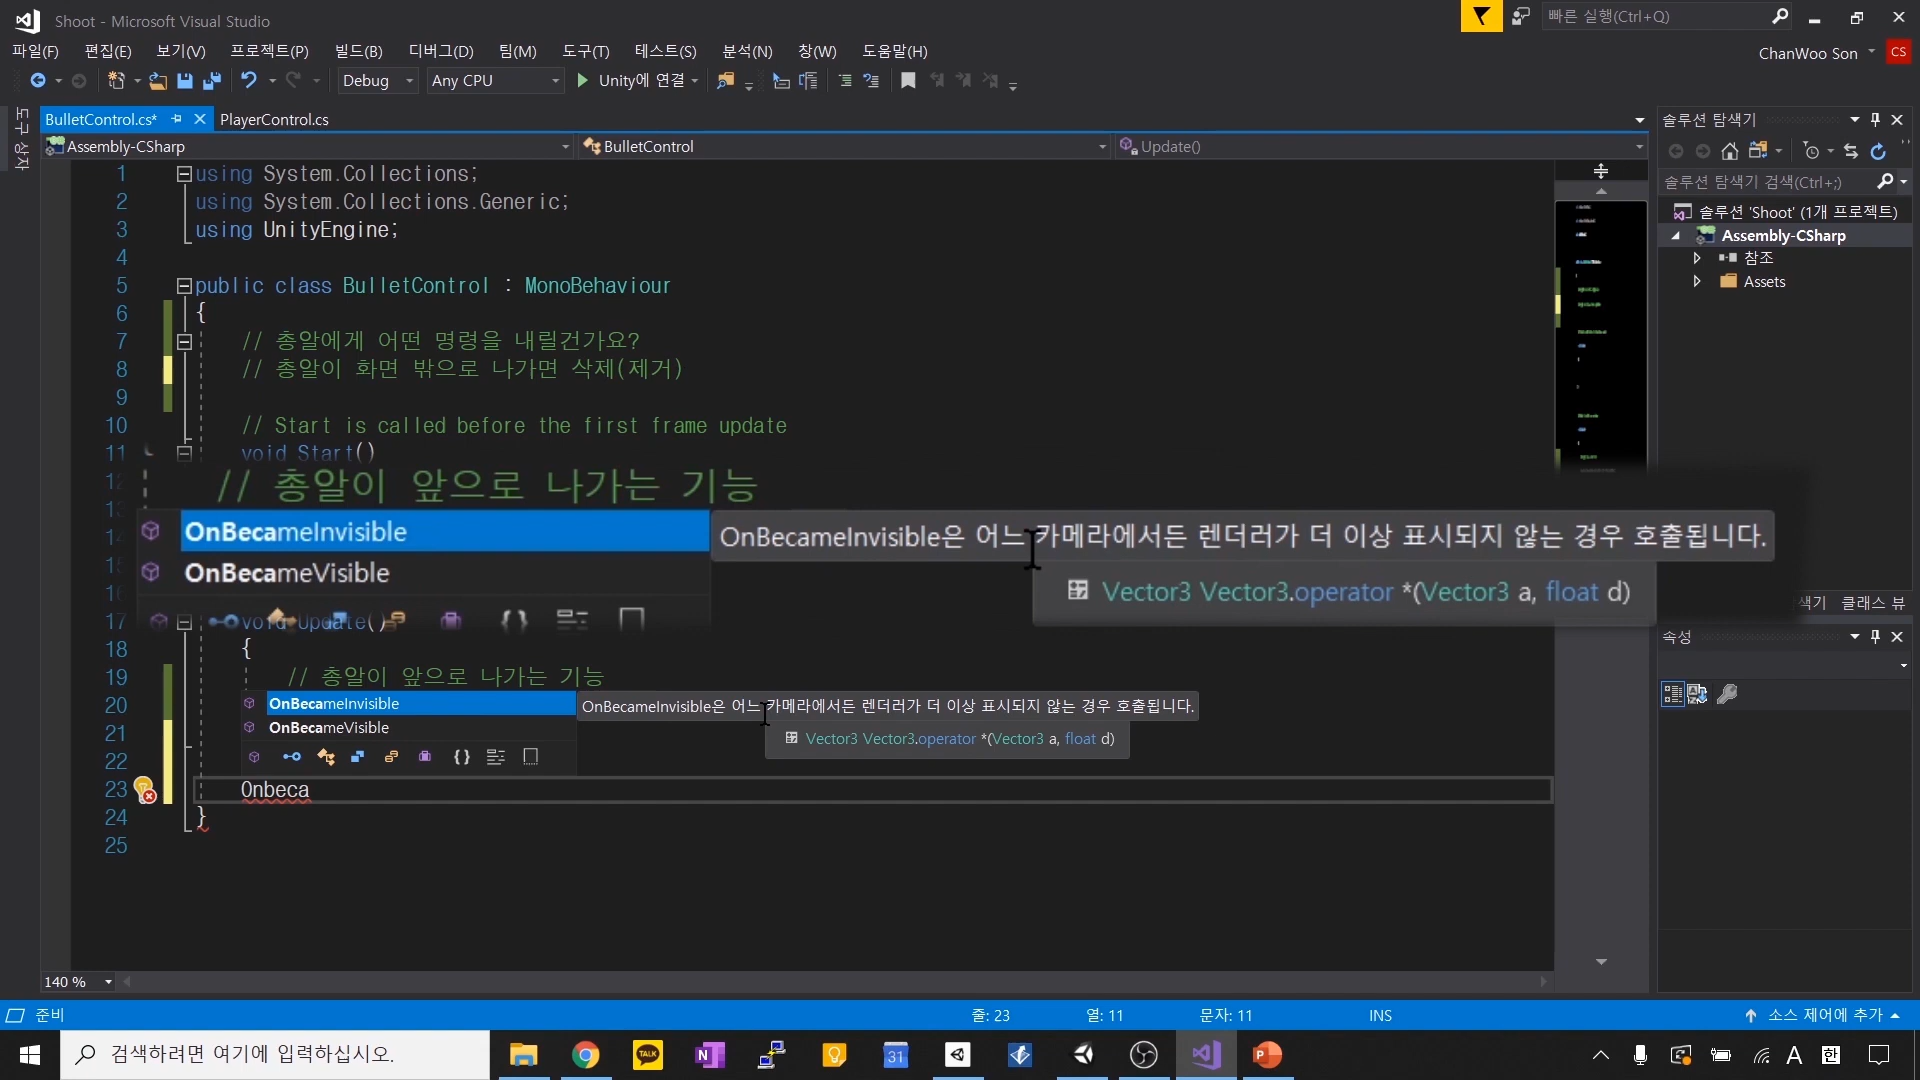 Shoot - Microsoft Visual Studio
빠른 실행(Ctrl+Q)
파일(F) 편집(E) 보기(V) 프로젝트(P) 빌드(B) 디버그(D) 팀(M) 도구(T) 테스트(S) 분석(N) 창(W) 도움말(H)
ChanWoo Son CS
Debug Any CPU Unity에 연결
도구 상자
BulletControl.cs* PlayerControl.cs
솔루션 탐색기
Assembly-CSharp BulletControl Update()
솔루션 탐색기 검색(Ctrl+;)
솔루션 'Shoot' (1개 프로젝트)
Assembly-CSharp
참조
Assets
1 using System.Collections;
2 using System.Collections.Generic;
3 using UnityEngine;
4
5 public class BulletControl : MonoBehaviour
6 {
7 // 총알에게 어떤 명령을 내릴건가요?
8 // 총알이 화면 밖으로 나가면 삭제(제거)
9
10 // Start is called before the first frame update
11 void Start()
12 // 총알이 앞으로 나가는 기능
OnBecameInvisible OnBecameInvisible은 어느 카메라에서든 렌더러가 더 이상 표시되지 않는 경우 호출됩니다.
OnBecameVisible
Vector3 Vector3.operator *(Vector3 a, float d)
클래스 뷰
속성
17 void Update()
18 {
19 // 총알이 앞으로 나가는 기능
20 OnBecameInvisible OnBecameInvisible은 어느 카메라에서든 렌더러가 더 이상 표시되지 않는 경우 호출됩니다.
21 OnBecameVisible
Vector3 Vector3.operator *(Vector3 a, float d)
22
23 Onbeca
24 }
25
140 %
준비 줄: 23 열: 11 문자: 11 INS 소스 제어에 추가
검색하려면 여기에 입력하십시오.
TALK N 31 P A 한